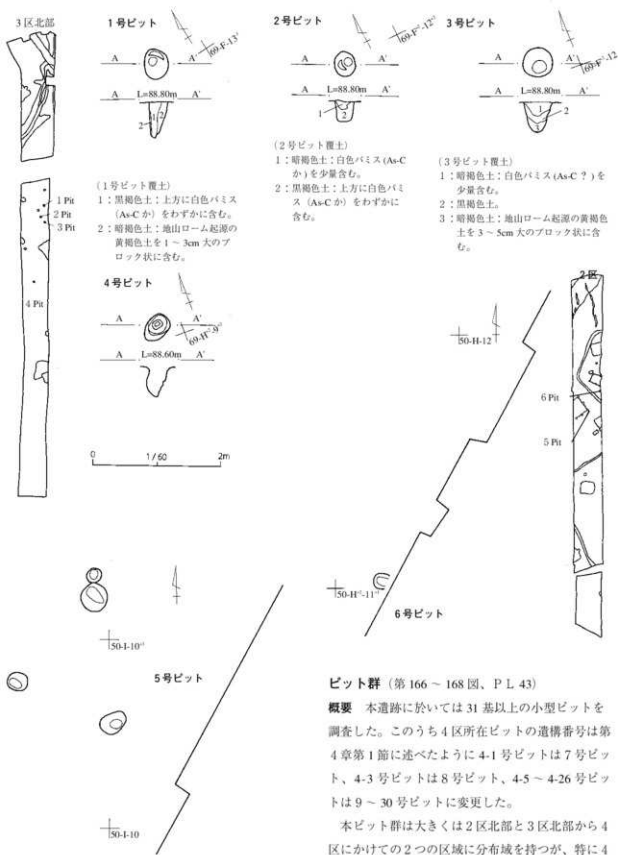 3区北部
1 Pit
2 Pit
3 Pit
4 Pit
1号ピット
A A'
A L=88.80m A'
1
2
2
(1号ピット覆土)
1:黒褐色土:上方に白色パミス
(As-Cか)をわずかに含む。
2:暗褐色土:地山ローム起源の
黄褐色土を1〜3cm大のブ
ロック状に含む。
2号ピット
A A'
A L=88.80m A'
1
2
(2号ピット覆土)
1:暗褐色土:白色パミス(As-C
か)を少量含む。
2:黒褐色土:上方に白色パミ
ス(As-Cか)をわずかに
含む。
3号ピット
A A'
A L=88.80m A'
1
2
3
(3号ピット覆土)
1:暗褐色土:白色パミス(As-C?)を
少量含む。
2:黒褐色土。
3:暗褐色土:地山ローム起源の黄褐色
土を3〜5cm大のブロック状に含
む。
4号ピット
A A'
A L=88.60m A'
0 1/60 2m
2区
6 Pit
5 Pit
50-H-12
6号ピット
5号ピット
50-I-10
ピット群(第166〜168図、PL 43)
概要 本遺跡に於いては31基以上の小型ピットを
調査した。このうち4区所在ピットの遺構番号は第
4章第1節に述べたように4-1号ピットは7号ピッ
ト、4-3号ピットは8号ピット、4-5〜4-26号ピッ
トは9〜30号ピットに変更した。
本ピット群は大きくは2区北部と3区北部から4
区にかけての2つの区域に分布域を持つが、特に4